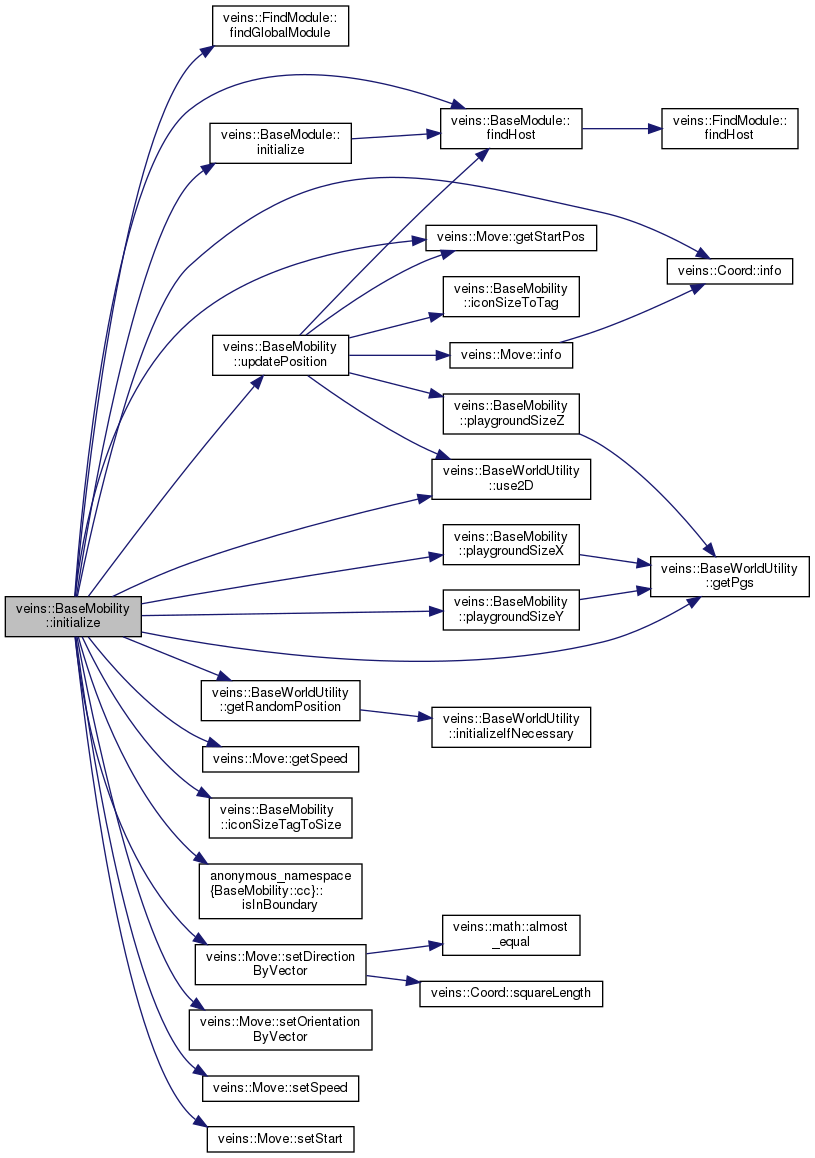 veins::FindModule::
findGlobalModule
veins::BaseModule::
findHost
veins::FindModule::
findHost
veins::BaseModule::
initialize
veins::Move::getStartPos
veins::Coord::info
veins::BaseMobility
::iconSizeToTag
veins::BaseMobility
::updatePosition
veins::Move::info
veins::BaseMobility
::playgroundSizeZ
veins::BaseWorldUtility
::use2D
veins::BaseMobility
::playgroundSizeX
veins::BaseWorldUtility
::getPgs
veins::BaseMobility
::initialize
veins::BaseMobility
::playgroundSizeY
veins::BaseWorldUtility
::getRandomPosition
veins::BaseWorldUtility
::initializeIfNecessary
veins::Move::getSpeed
veins::BaseMobility
::iconSizeTagToSize
anonymous_namespace
{BaseMobility::cc}::
isInBoundary
veins::math::almost
_equal
veins::Move::setDirection
ByVector
veins::Coord::squareLength
veins::Move::setOrientation
ByVector
veins::Move::setSpeed
veins::Move::setStart